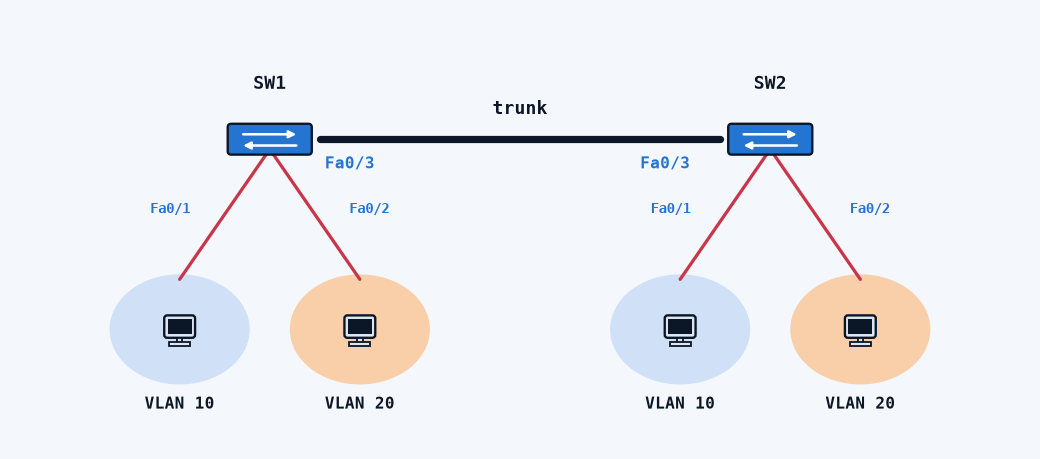 SW1
SW2
trunk
Fa0/3
Fa0/3
Fa0/1
Fa0/2
Fa0/1
Fa0/2
VLAN 10
VLAN 20
VLAN 10
VLAN 20